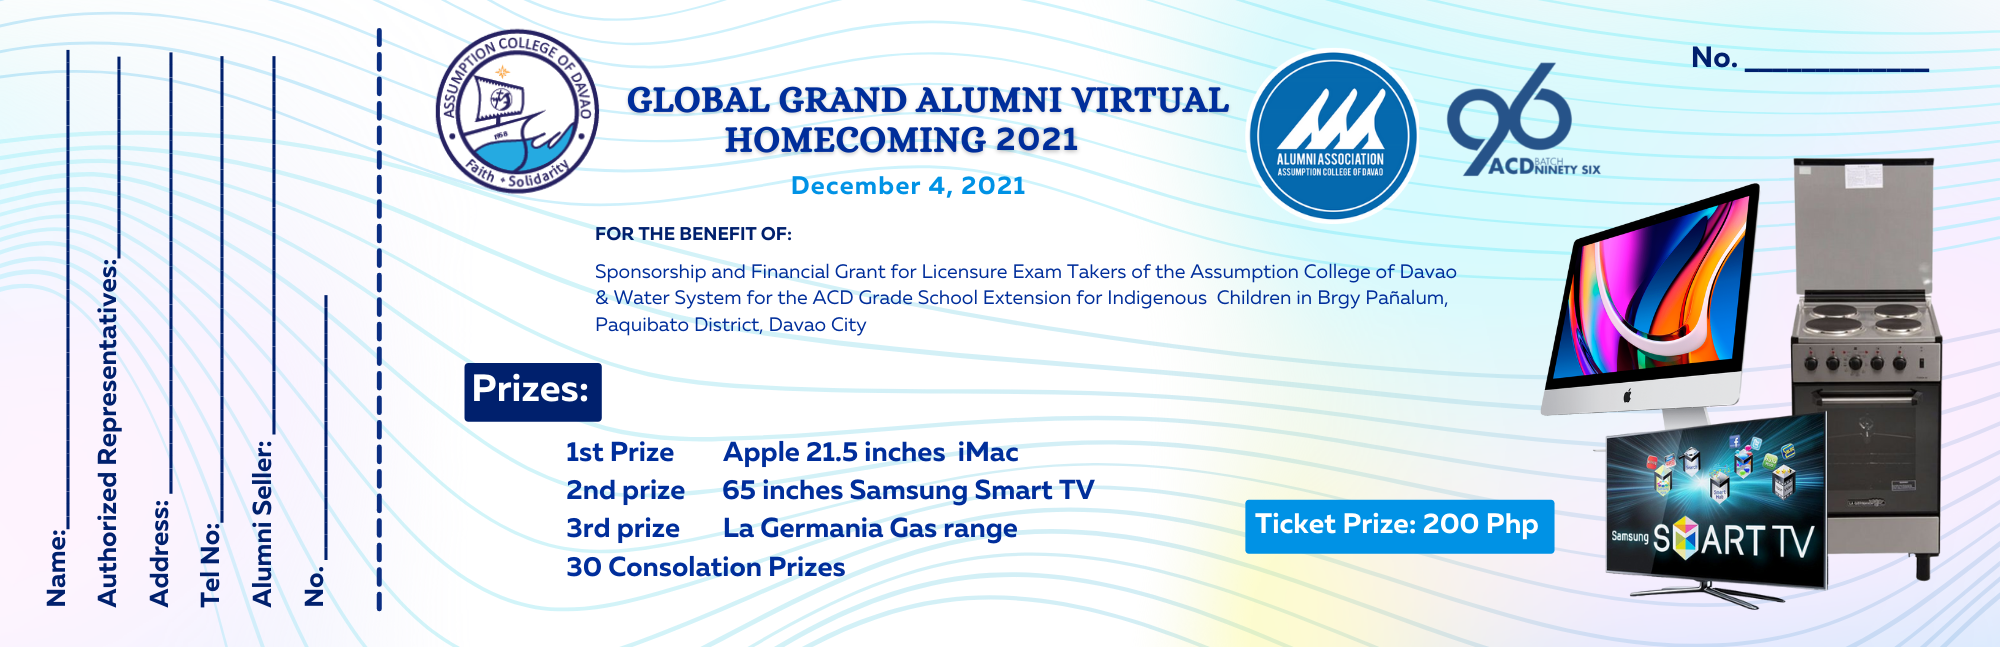 Name:
Authorized Representatives:
Address:
Tel No:
Alumni Seller:
No.
ASSUMPTION COLLEGE OF DAVAO
1958
Faith • Solidarity
GLOBAL GRAND ALUMNI VIRTUAL
HOMECOMING 2021
December 4, 2021
ALUMNI ASSOCIATION
ASSUMPTION COLLEGE OF DAVAO
96
ACD BATCH
NINETY SIX
No.
FOR THE BENEFIT OF:
Sponsorship and Financial Grant for Licensure Exam Takers of the Assumption College of Davao
& Water System for the ACD Grade School Extension for Indigenous Children in Brgy Pañalum,
Paquibato District, Davao City
Prizes:
1st Prize Apple 21.5 inches iMac
2nd prize 65 inches Samsung Smart TV
3rd prize La Germania Gas range
30 Consolation Prizes
Ticket Prize: 200 Php
Samsung SMART TV